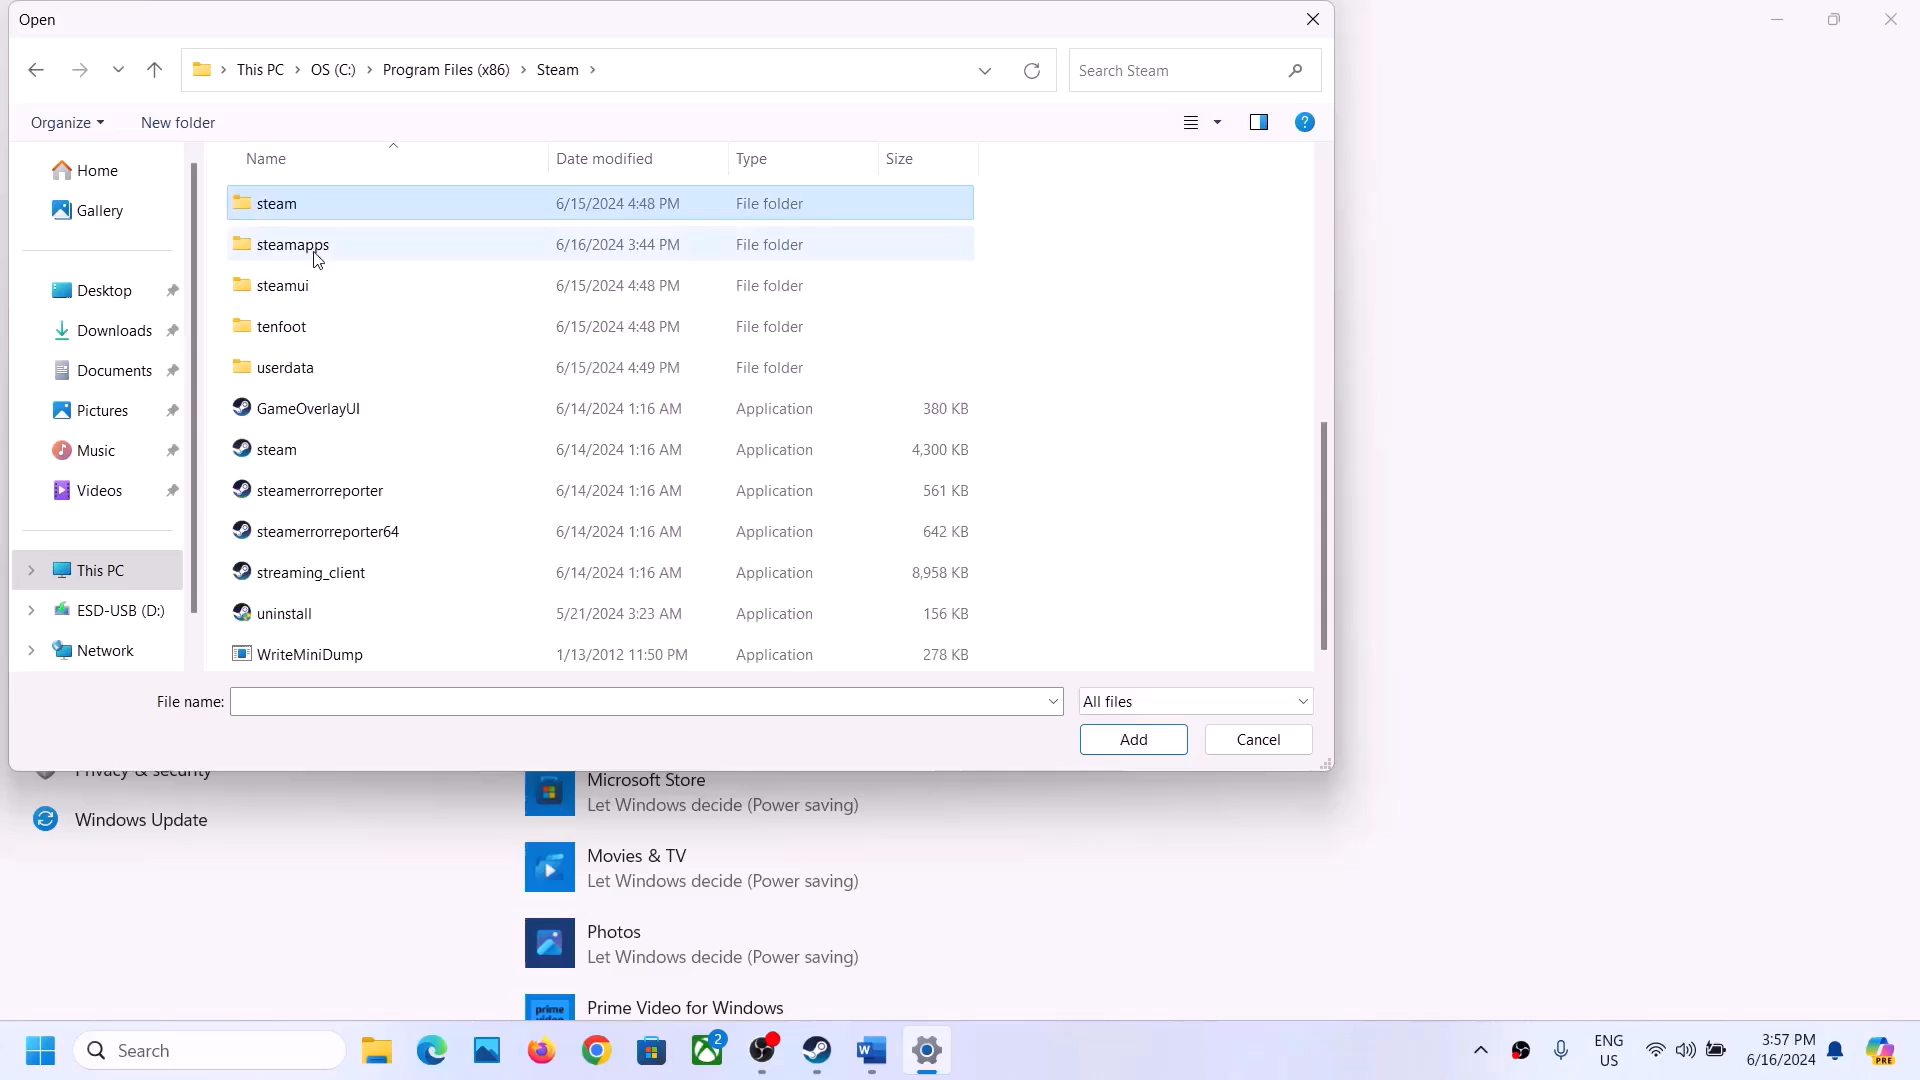 Open
This PC > OS (C:) > Program Files (x86) > Steam >
Search Steam
Organize
New folder
Name Date modified Type Size
Home
Gallery
Desktop
Downloads
Documents
Pictures
Music
Videos
This PC
ESD-USB (D:)
Network
steam 6/15/2024 4:48 PM File folder
steamapps 6/16/2024 3:44 PM File folder
steamui 6/15/2024 4:48 PM File folder
tenfoot 6/15/2024 4:48 PM File folder
userdata 6/15/2024 4:49 PM File folder
GameOverlayUI 6/14/2024 1:16 AM Application 380 KB
steam 6/14/2024 1:16 AM Application 4,300 KB
steamerrorreporter 6/14/2024 1:16 AM Application 561 KB
steamerrorreporter64 6/14/2024 1:16 AM Application 642 KB
streaming_client 6/14/2024 1:16 AM Application 8,958 KB
uninstall 5/21/2024 3:23 AM Application 156 KB
WriteMiniDump 1/13/2012 11:50 PM Application 278 KB
File name:
All files
Add
Cancel
Privacy & security
Windows Update
Microsoft Store
Let Windows decide (Power saving)
Movies & TV
Let Windows decide (Power saving)
Photos
Let Windows decide (Power saving)
prime
video
Prime Video for Windows
Search
2
ENG
US
3:57 PM
6/16/2024
PRE